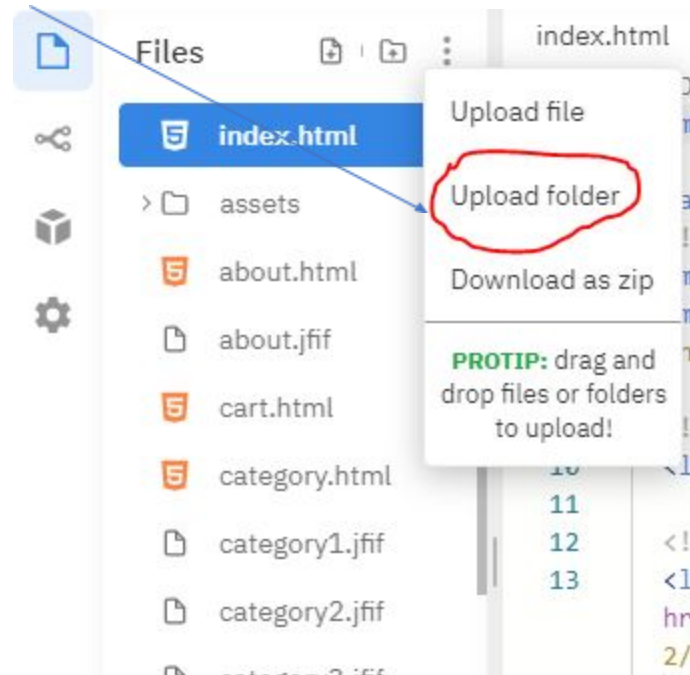 Files
index.html
index.html
Upload file
Upload folder
Download as zip
PROTIP: drag and
drop files or folders
to upload!
assets
about.html
about.jfif
cart.html
category.html
category1.jfif
category2.jfif
10
11
12
13
<!
<l
hr
2/